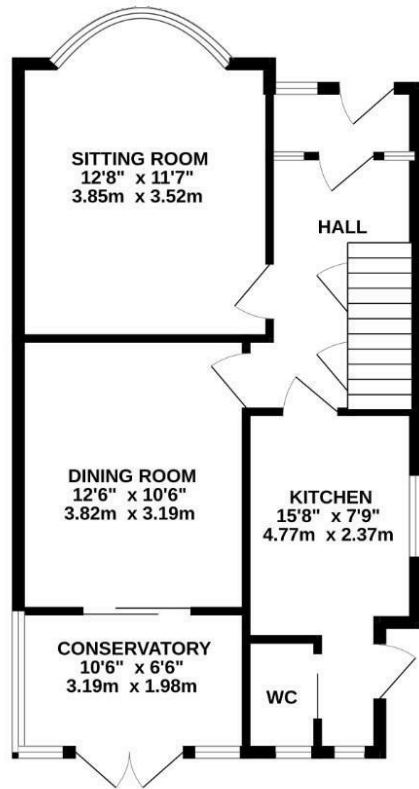 SITTING ROOM
12'8" x 11'7"
3.85m x 3.52m
HALL
DINING ROOM
12'6" x 10'6"
3.82m x 3.19m
KITCHEN
15'8" x 7'9"
4.77m x 2.37m
CONSERVATORY
10'6" x 6'6"
3.19m x 1.98m
WC